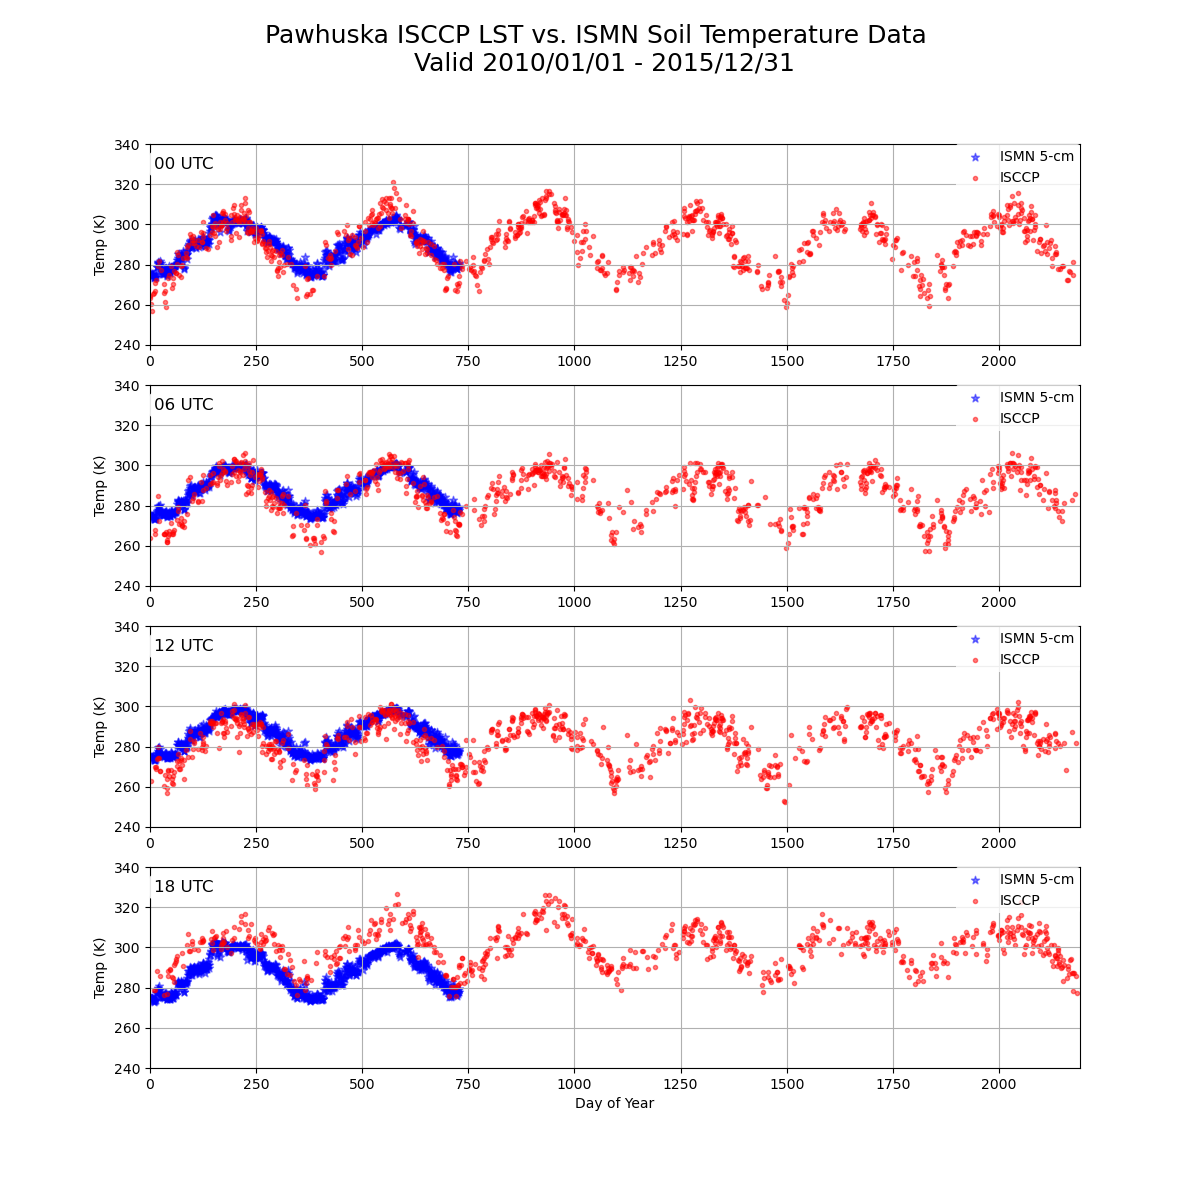 Pawhuska ISCCP LST vs. ISMN Soil Temperature Data
Valid 2010/01/01 - 2015/12/31
340
320
300
280
260
240
Temp (K)
00 UTC
ISMN 5-cm
ISCCP
0 250 500 750 1000 1250 1500 1750 2000
340
320
300
280
260
240
Temp (K)
06 UTC
ISMN 5-cm
ISCCP
0 250 500 750 1000 1250 1500 1750 2000
340
320
300
280
260
240
Temp (K)
12 UTC
ISMN 5-cm
ISCCP
0 250 500 750 1000 1250 1500 1750 2000
340
320
300
280
260
240
Temp (K)
18 UTC
ISMN 5-cm
ISCCP
0 250 500 750 1000 1250 1500 1750 2000
Day of Year